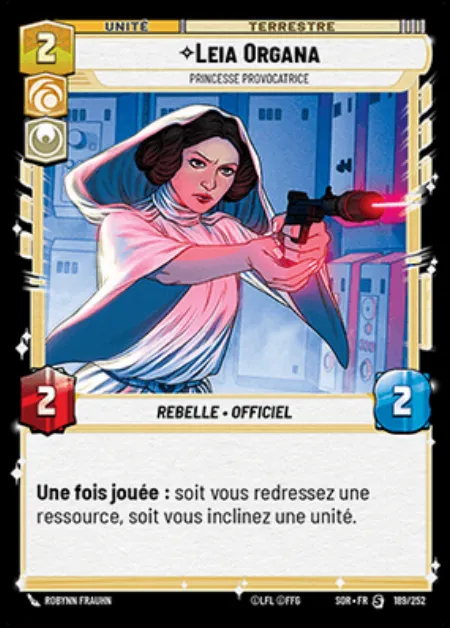 UNITÉ
TERRESTRE
2
✧LEIA ORGANA
PRINCESSE PROVOCATRICE
2
REBELLE • OFFICIEL
2
Une fois jouée : soit vous redressez une
ressource, soit vous inclinez une unité.
ROBYNN FRAUHN
©LFL ©FFG
SOR • FR S 189/252